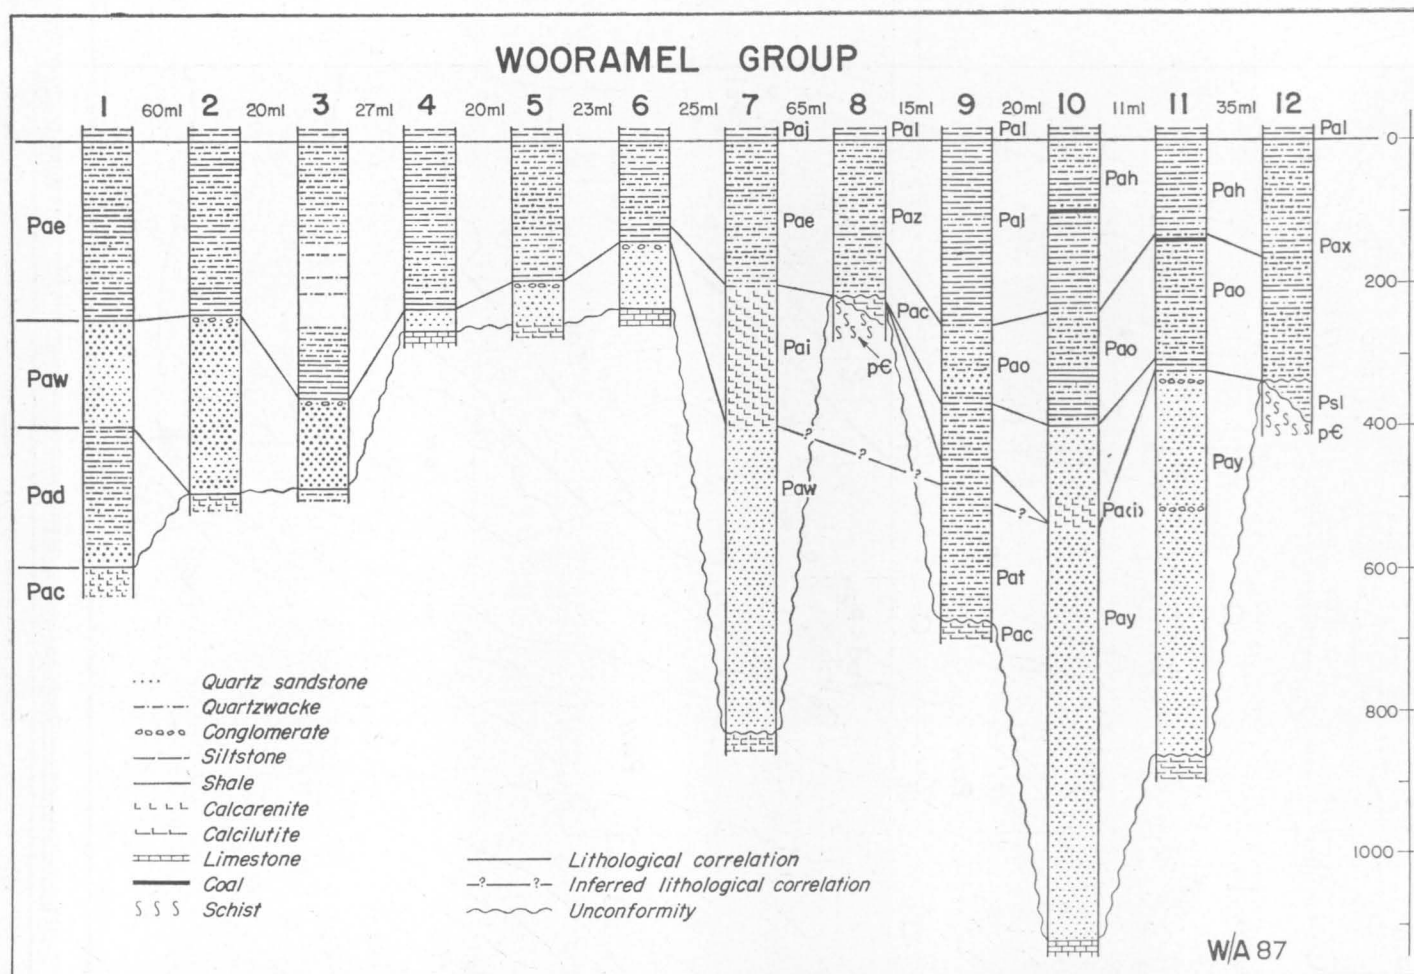 WOORAMEL GROUP
1 60ml 2 20ml 3 27ml 4 20ml 5 23ml 6 25ml 7 65ml 8 15ml 9 20ml 10 11ml 11 35ml 12
Paj Pal Pal Pal
0
Pah Pah
Pae Pae Paz Pal Pax
200
Pao
Pac
Pai Pao Pao
p€
Paw
Psl
400
p€
? ? ?
Pad Paw Pay
Pa(i)
?
Pac Pat
600
Pac Pay
Quartz sandstone
Quartzwacke
Conglomerate
Siltstone
Shale
Calcarenite
Calcilutite
Limestone
Coal
Schist
800
1000
Lithological correlation
? ? Inferred lithological correlation
Unconformity
W/A 87